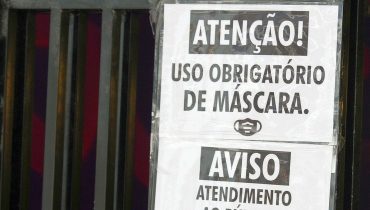 ATENÇÃO!
USO OBRIGATÓRIO
DE MÁSCARA.
AVISO
ATENDIMENTO